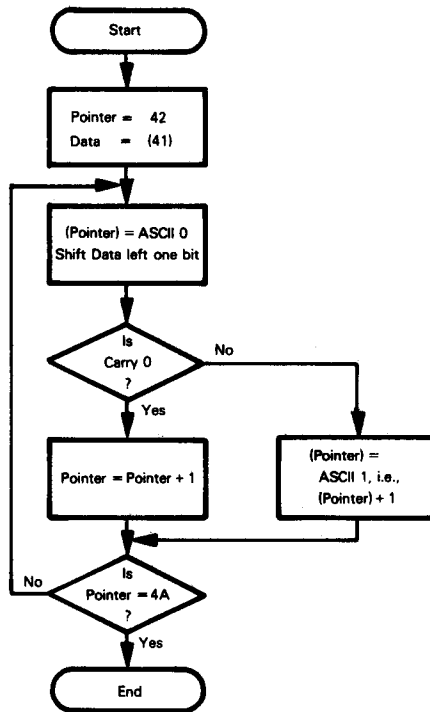 Start
Pointer = 42
Data = (41)
(Pointer) = ASCII 0
Shift Data left one bit
Is
Carry 0
?
No
Yes
Pointer = Pointer + 1
(Pointer) =
ASCII 1, i.e.,
(Pointer) + 1
Is
Pointer = 4A
?
No
Yes
End